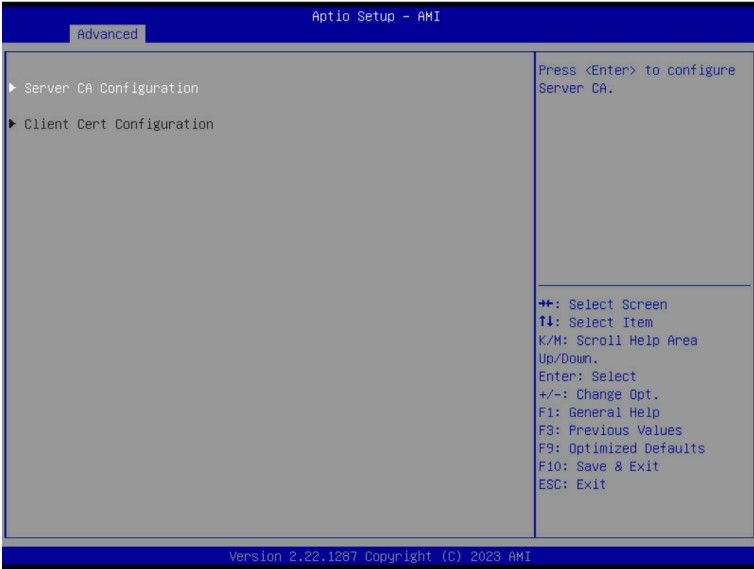 Aptio Setup – AMI
Advanced
▶ Server CA Configuration
▶ Client Cert Configuration
Press <Enter> to configure
Server CA.
→←: Select Screen
↑↓: Select Item
K/M: Scroll Help Area
Up/Down.
Enter: Select
+/-: Change Opt.
F1: General Help
F3: Previous Values
F9: Optimized Defaults
F10: Save & Exit
ESC: Exit
Version 2.22.1287 Copyright (C) 2023 AMI